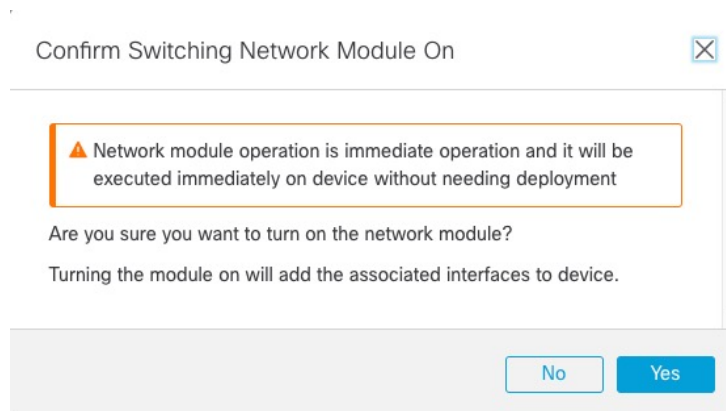 Confirm Switching Network Module On
Network module operation is immediate operation and it will be
executed immediately on device without needing deployment
Are you sure you want to turn on the network module?
Turning the module on will add the associated interfaces to device.
No
Yes